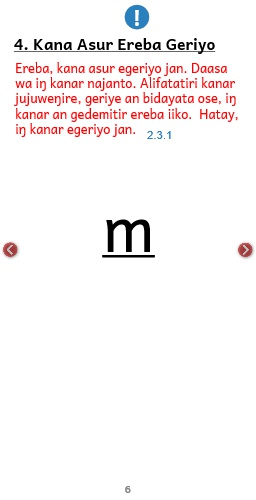 !
4. Kana Asur Ereba Geriyo
Ereba, kana asur egeriyo jan. Daasa
wa iŋ kanar najanto. Alifatatiri kanar
jujuweŋire, geriye an bidayata ose, iŋ
kanar an gedemitir ereba iiko. Hatay,
iŋ kanar egeriyo jan. 2.3.1
m
6